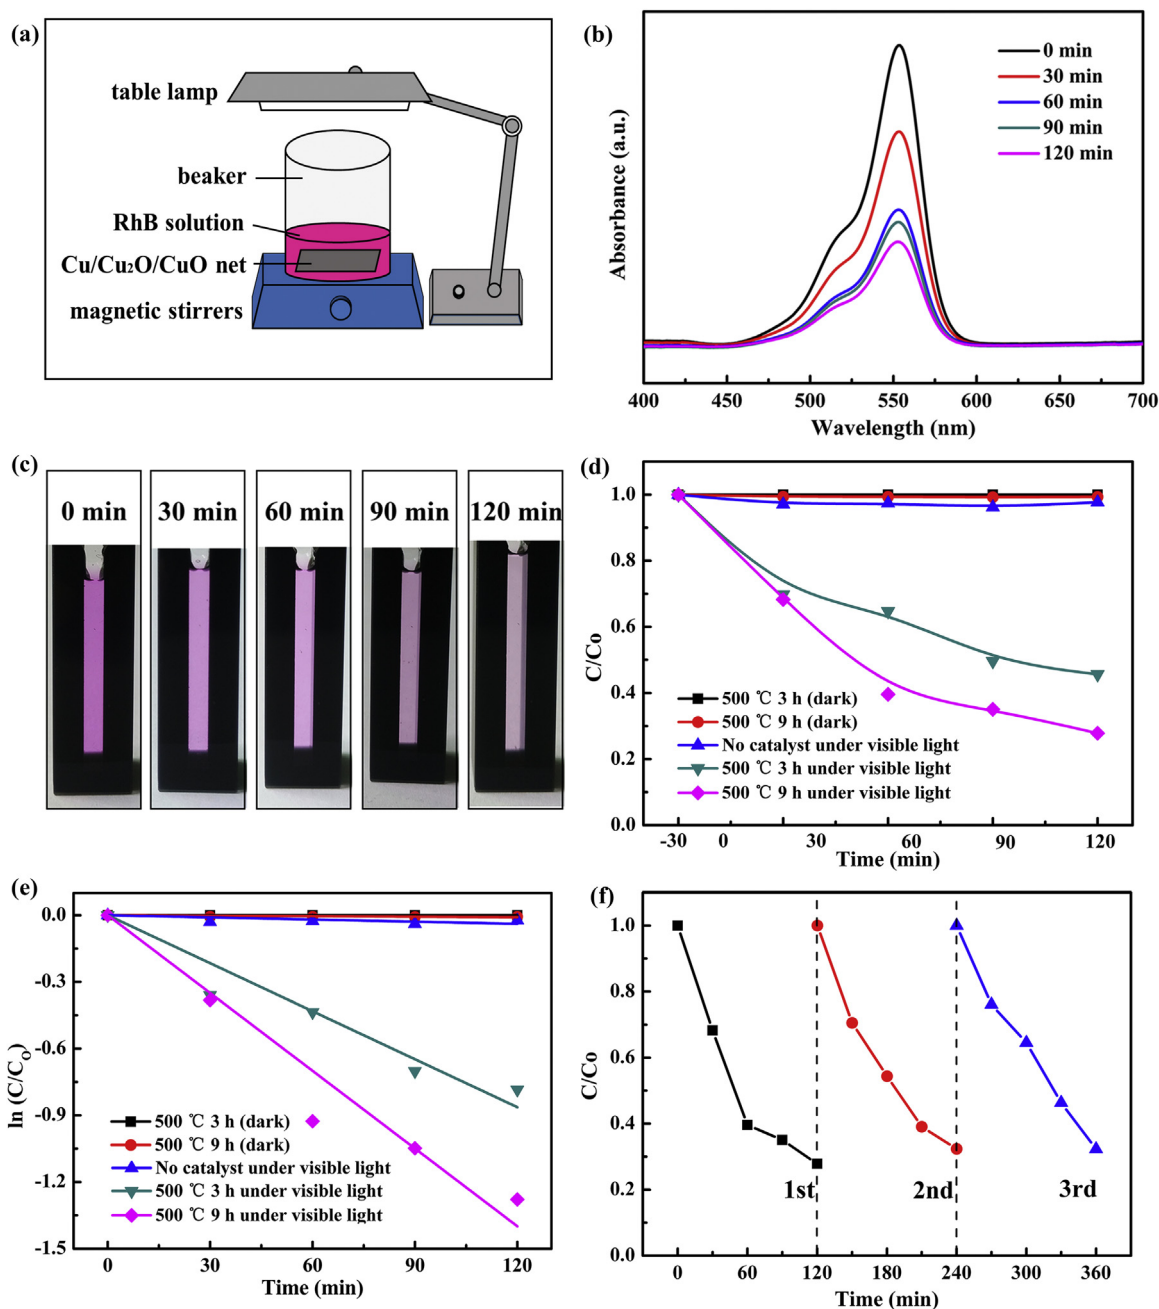 (a)
table lamp
beaker
RhB solution
Cu/Cu₂O/CuO net
magnetic stirrers
(b)
Absorbance (a.u.)
0 min
30 min
60 min
90 min
120 min
400 425 450 500 550 600 650 700
Wavelength (nm)
(c)
0 min
30 min
60 min
90 min
120 min
(d)
C/Co
1.0
0.8
0.6
0.4
0.2
0.0
500 ℃ 3 h (dark)
500 ℃ 9 h (dark)
No catalyst under visible light
500 ℃ 3 h under visible light
500 ℃ 9 h under visible light
-30 0 30 60 90 120
Time (min)
(e)
ln (C/C₀)
0.0
-0.3
-0.6
-0.9
-1.2
-1.5
500 ℃ 3 h (dark)
500 ℃ 9 h (dark)
No catalyst under visible light
500 ℃ 3 h under visible light
500 ℃ 9 h under visible light
0 30 60 90 120
Time (min)
(f)
C/Co
1.0
0.8
0.6
0.4
0.2
0.0
1st
2nd
3rd
0 60 120 180 240 300 360
Time (min)